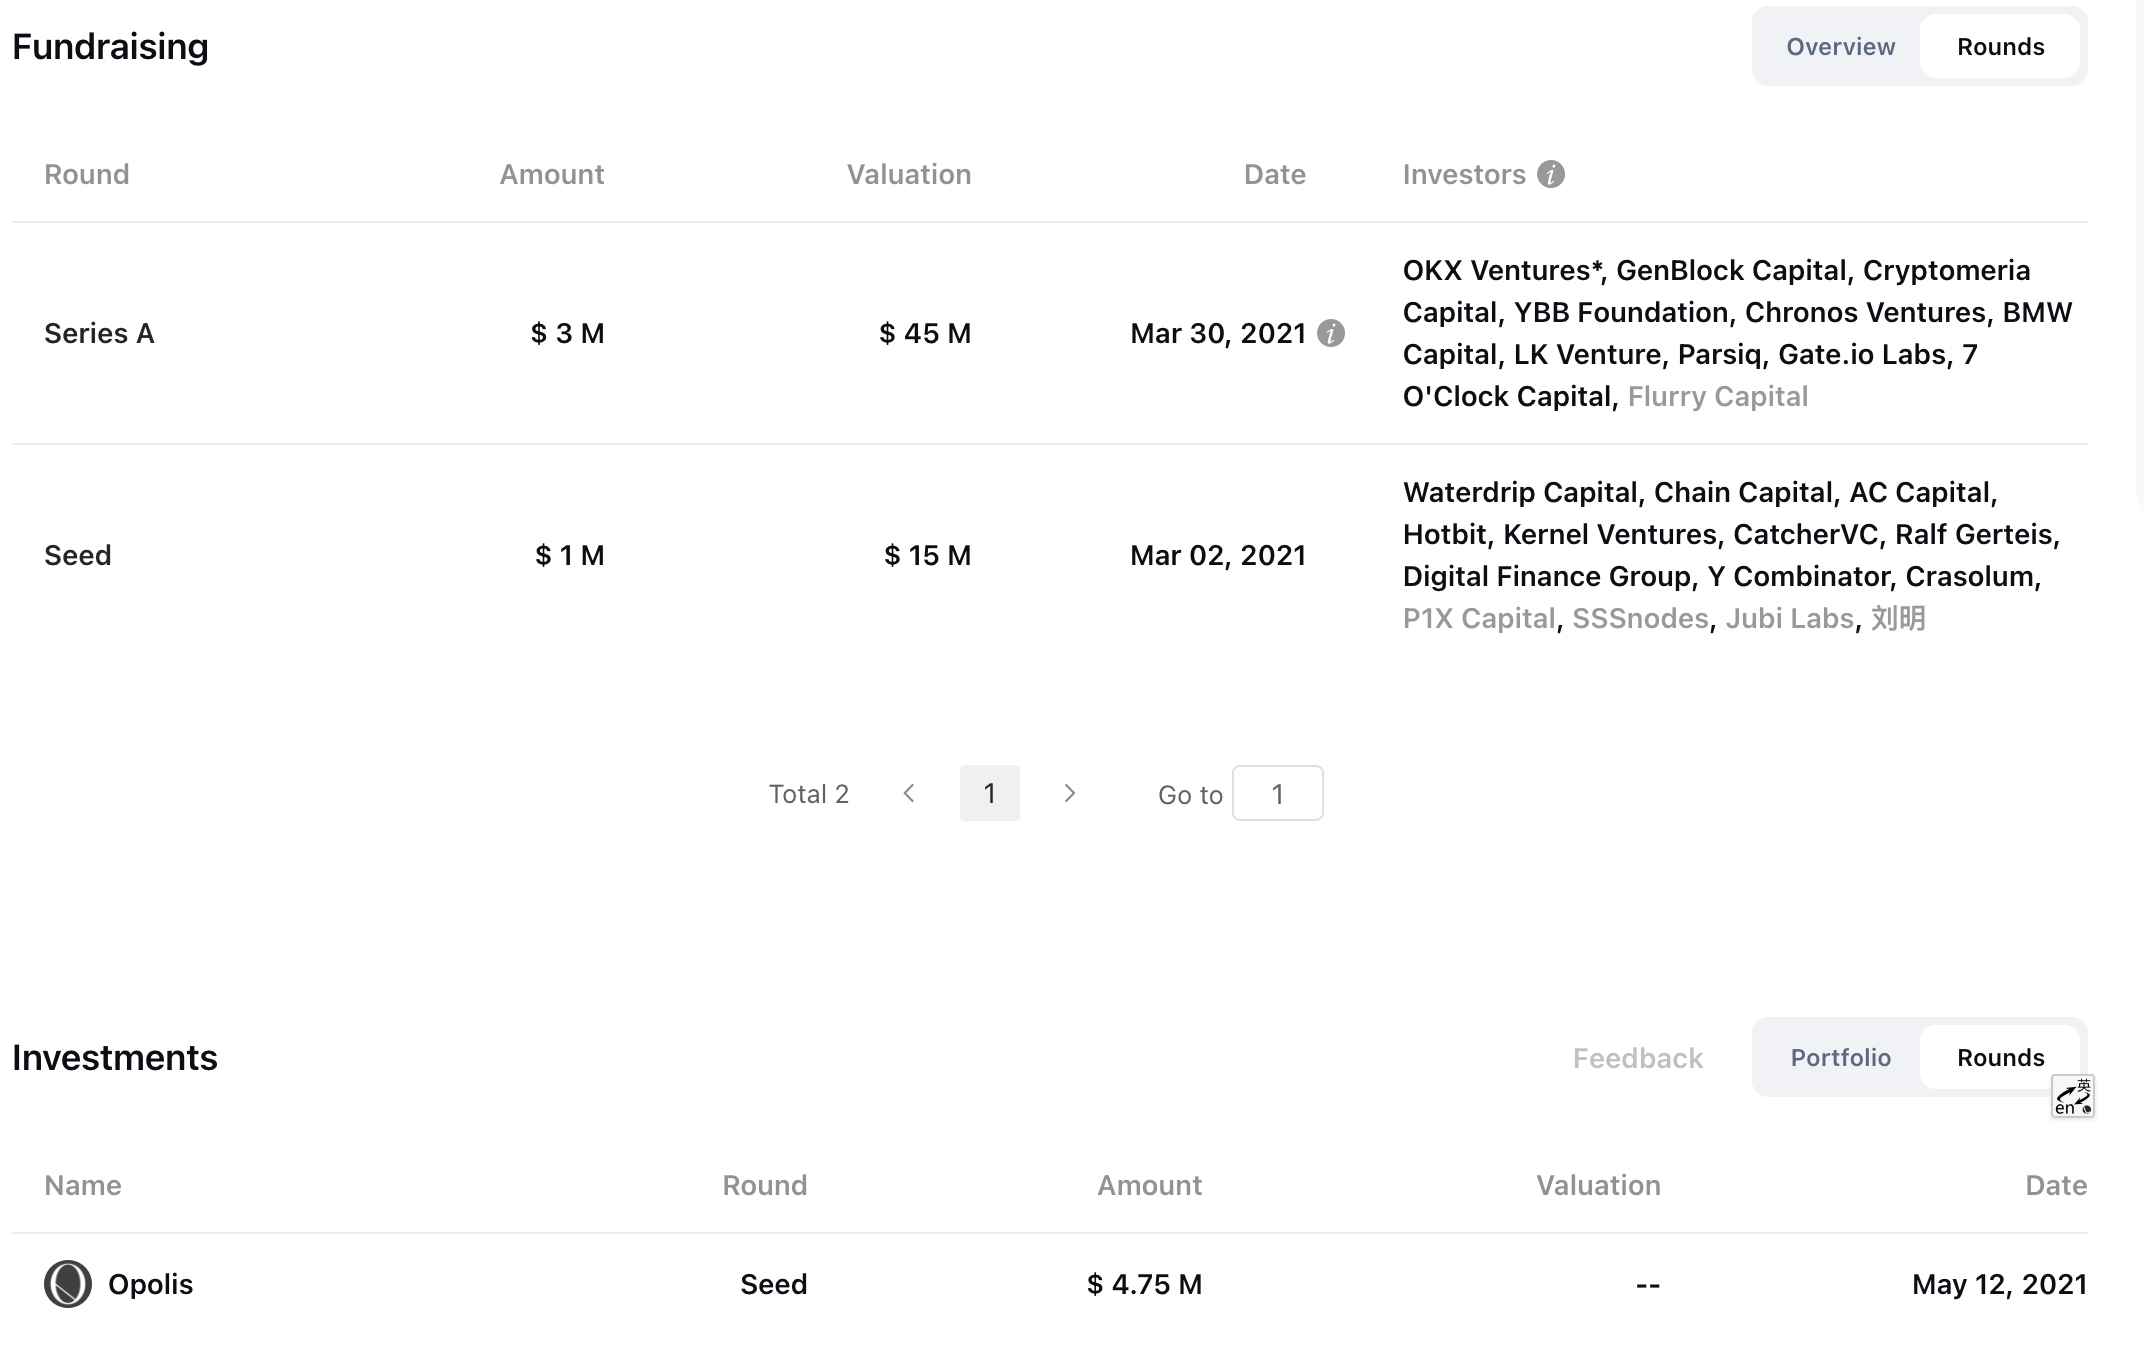 Fundraising
Overview Rounds
Round Amount Valuation Date Investors
Series A $ 3 M $ 45 M Mar 30, 2021
OKX Ventures*, GenBlock Capital, Cryptomeria
Capital, YBB Foundation, Chronos Ventures, BMW
Capital, LK Venture, Parsiq, Gate.io Labs, 7
O'Clock Capital, Flurry Capital
Seed $ 1 M $ 15 M Mar 02, 2021
Waterdrip Capital, Chain Capital, AC Capital,
Hotbit, Kernel Ventures, CatcherVC, Ralf Gerteis,
Digital Finance Group, Y Combinator, Crasolum,
P1X Capital, SSSnodes, Jubi Labs, 刘明
Total 2 < 1 > Go to 1
Investments
Feedback Portfolio Rounds
英
en
Name Round Amount Valuation Date
Opolis Seed $ 4.75 M -- May 12, 2021